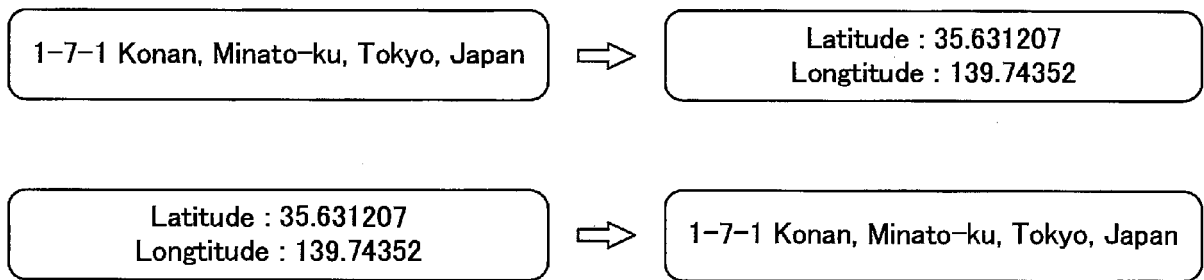 1-7-1 Konan, Minato-ku, Tokyo, Japan
Latitude : 35.631207
Longtitude : 139.74352
Latitude : 35.631207
Longtitude : 139.74352
1-7-1 Konan, Minato-ku, Tokyo, Japan